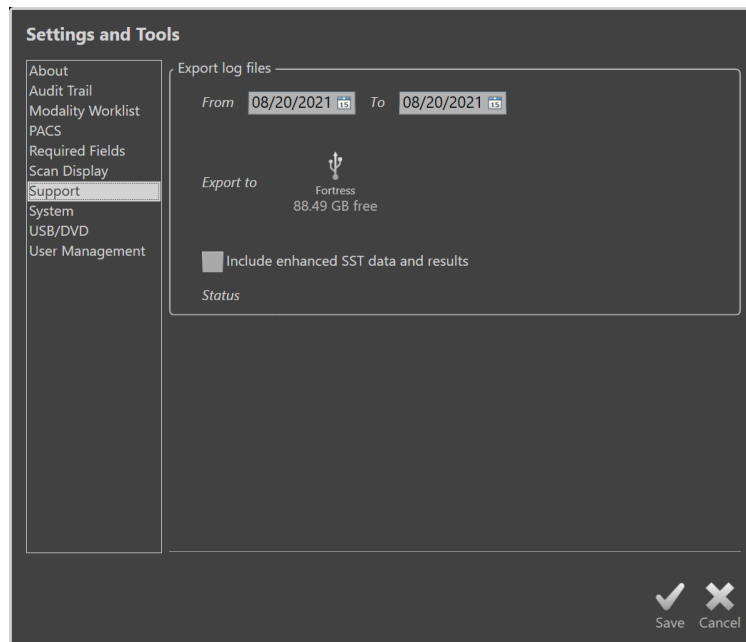 Settings and Tools
About
Audit Trail
Modality Worklist
PACS
Required Fields
Scan Display
Support
System
USB/DVD
User Management
Export log files
From 08/20/2021 15 To 08/20/2021 15
Export to
Fortress
88.49 GB free
Include enhanced SST data and results
Status
Save Cancel